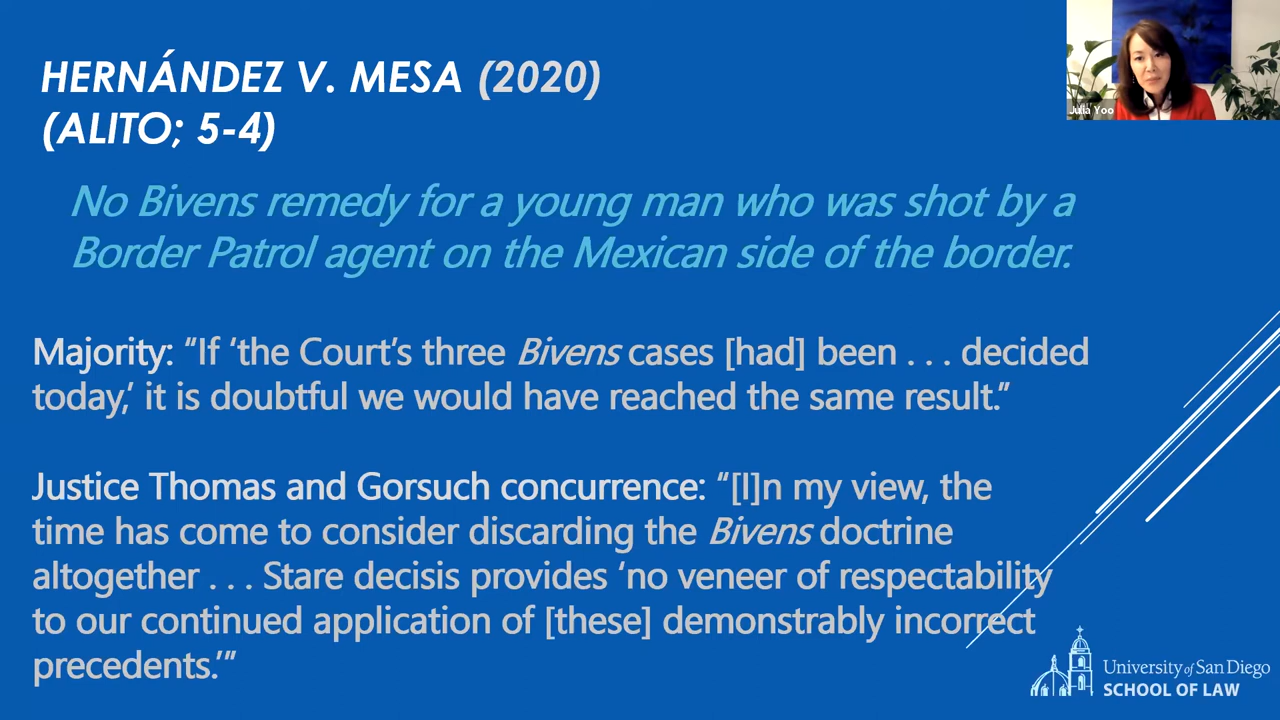 HERNÁNDEZ V. MESA (2020)
(ALITO; 5-4)
Julia Yoo
No Bivens remedy for a young man who was shot by a
Border Patrol agent on the Mexican side of the border.
Majority: “If ‘the Court’s three Bivens cases [had] been . . . decided
today,’ it is doubtful we would have reached the same result.”
Justice Thomas and Gorsuch concurrence: “[I]n my view, the
time has come to consider discarding the Bivens doctrine
altogether . . . Stare decisis provides ‘no veneer of respectability
to our continued application of [these] demonstrably incorrect
precedents.’”
University of San Diego
SCHOOL OF LAW